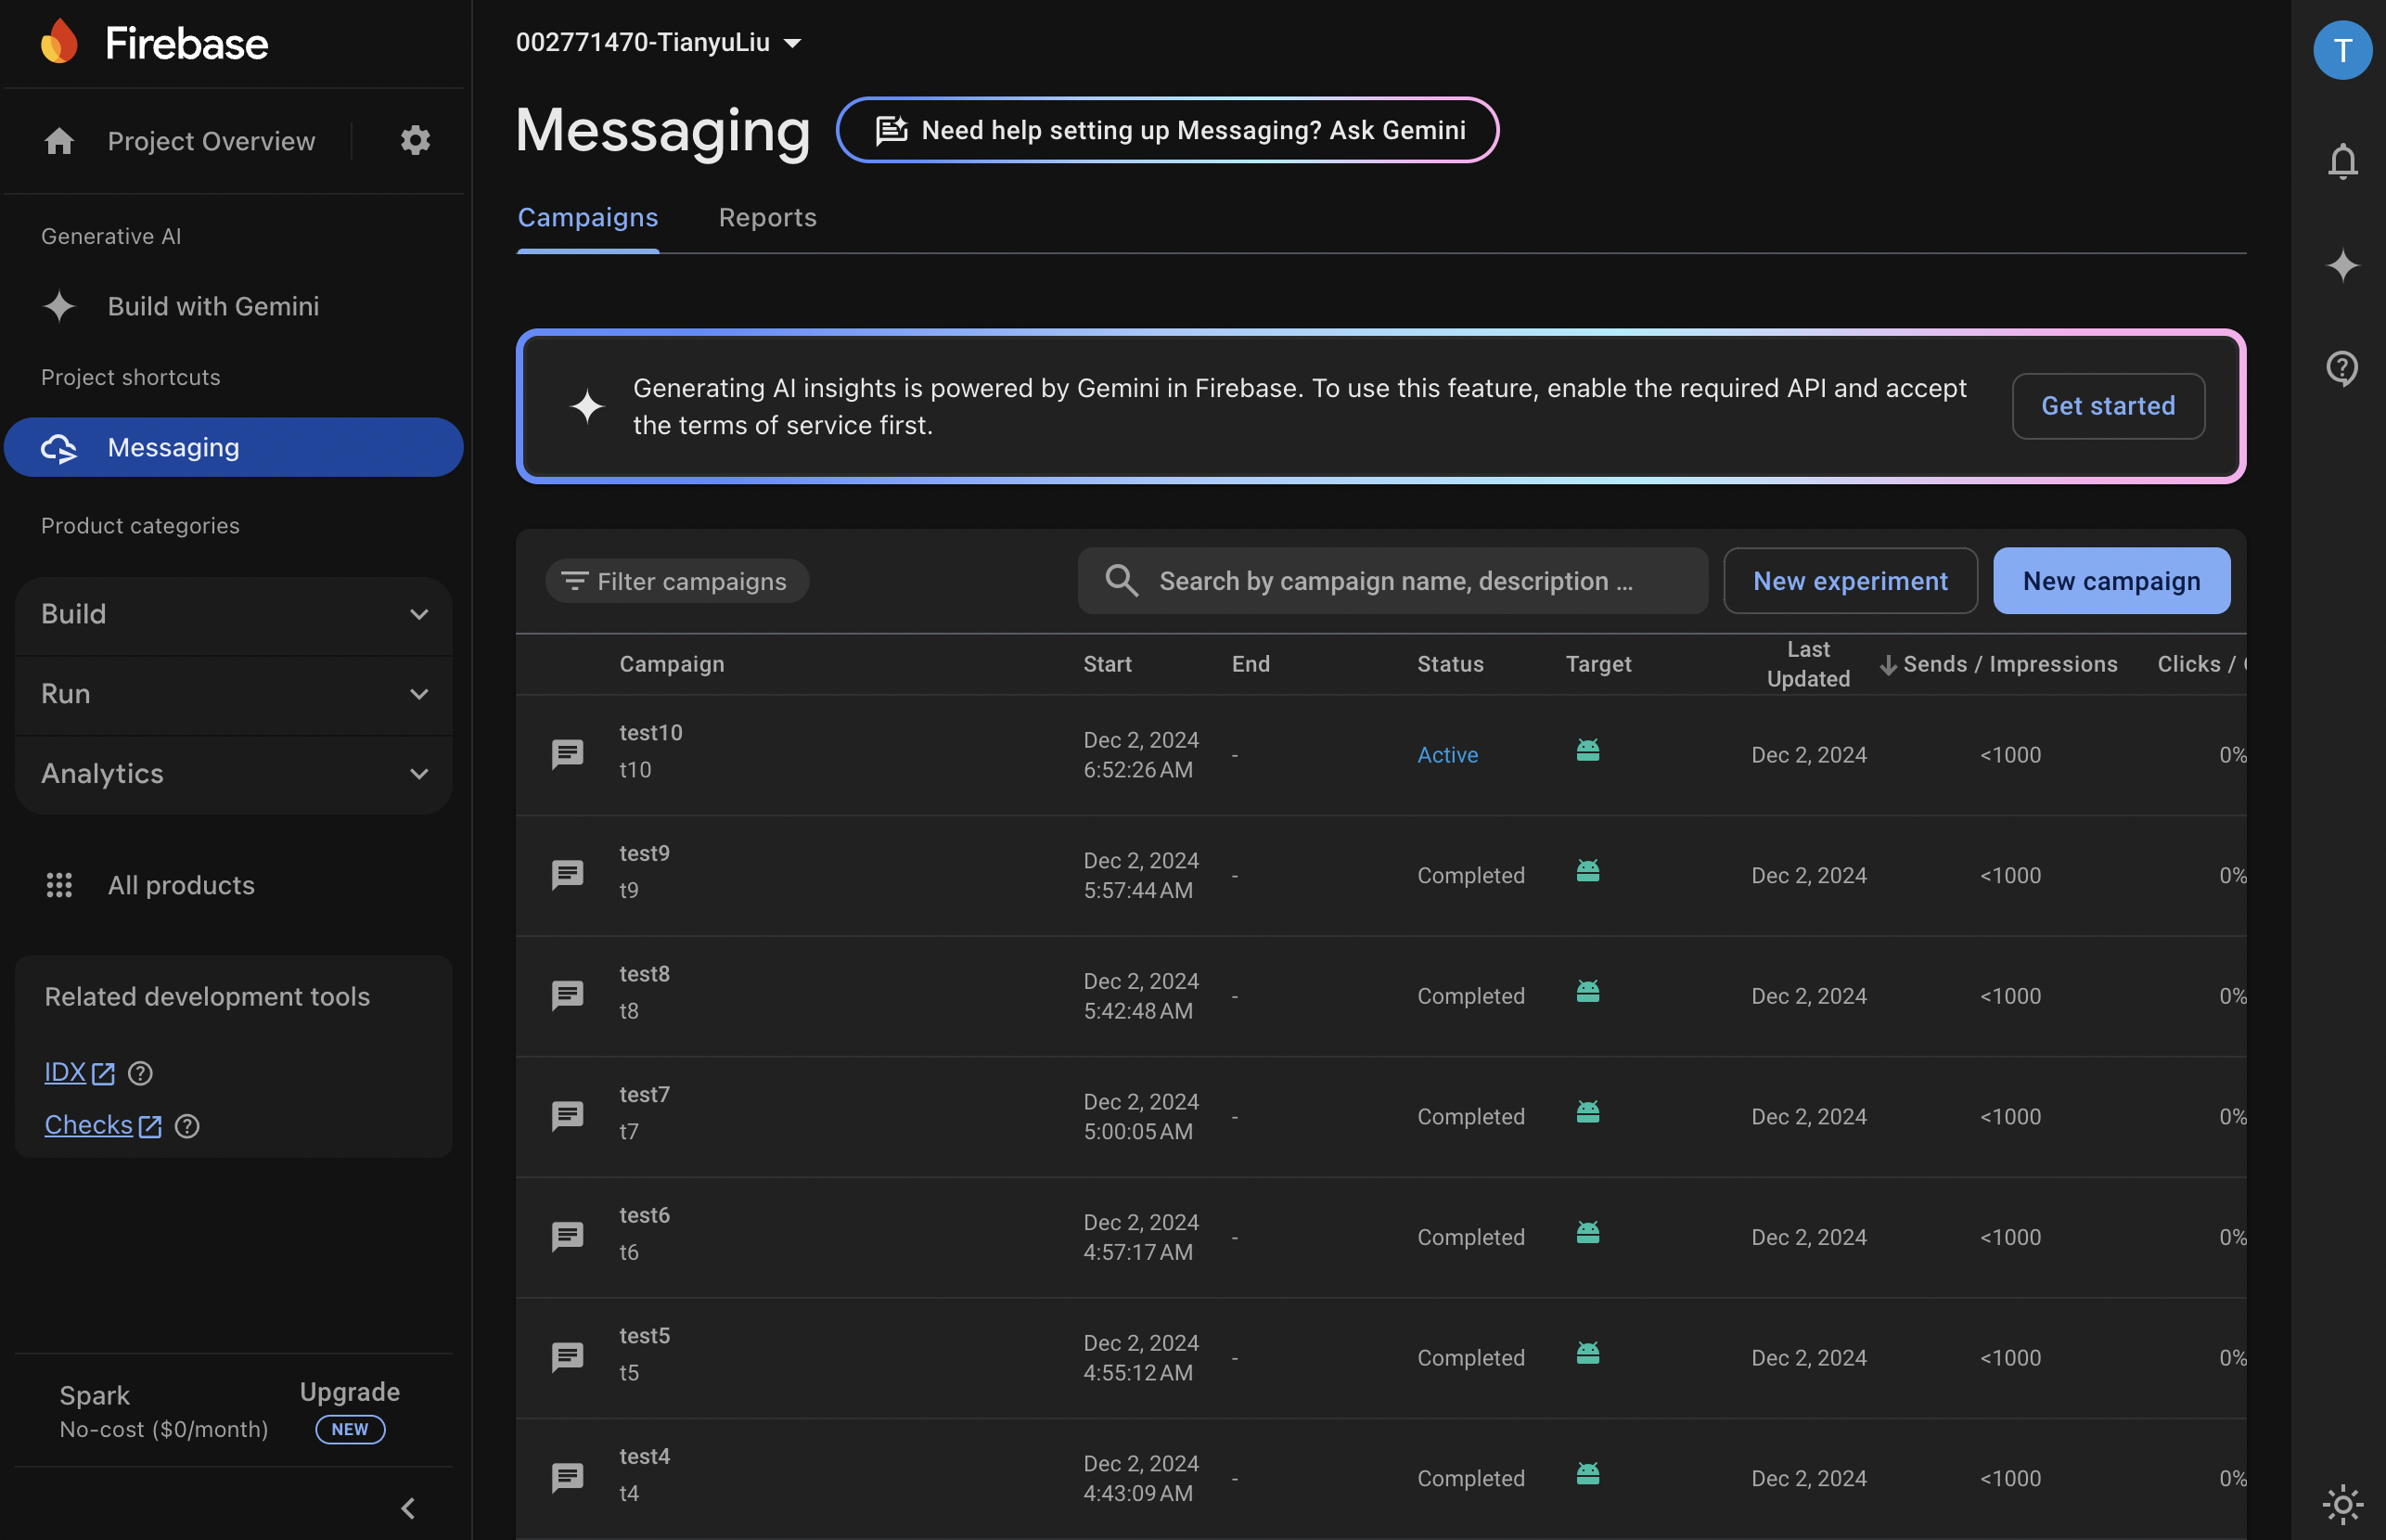 Firebase
Project Overview
Generative AI
Build with Gemini
Project shortcuts
Messaging
Product categories
Build
Run
Analytics
All products
Related development tools
IDX
Checks
Spark
No-cost ($0/month)
Upgrade
NEW
002771470-TianyuLiu
Messaging
Need help setting up Messaging? Ask Gemini
Campaigns Reports
Generating AI insights is powered by Gemini in Firebase. To use this feature, enable the required API and accept
the terms of service first.
Get started
Filter campaigns
Search by campaign name, description ...
New experiment
New campaign
Campaign Start End Status Target Last Updated Sends / Impressions Clicks /
test10
t10
Dec 2, 2024
6:52:26 AM
- Active Dec 2, 2024 <1000 0%
test9
t9
Dec 2, 2024
5:57:44 AM
- Completed Dec 2, 2024 <1000 0%
test8
t8
Dec 2, 2024
5:42:48 AM
- Completed Dec 2, 2024 <1000 0%
test7
t7
Dec 2, 2024
5:00:05 AM
- Completed Dec 2, 2024 <1000 0%
test6
t6
Dec 2, 2024
4:57:17 AM
- Completed Dec 2, 2024 <1000 0%
test5
t5
Dec 2, 2024
4:55:12 AM
- Completed Dec 2, 2024 <1000 0%
test4
t4
Dec 2, 2024
4:43:09 AM
- Completed Dec 2, 2024 <1000 0%
T